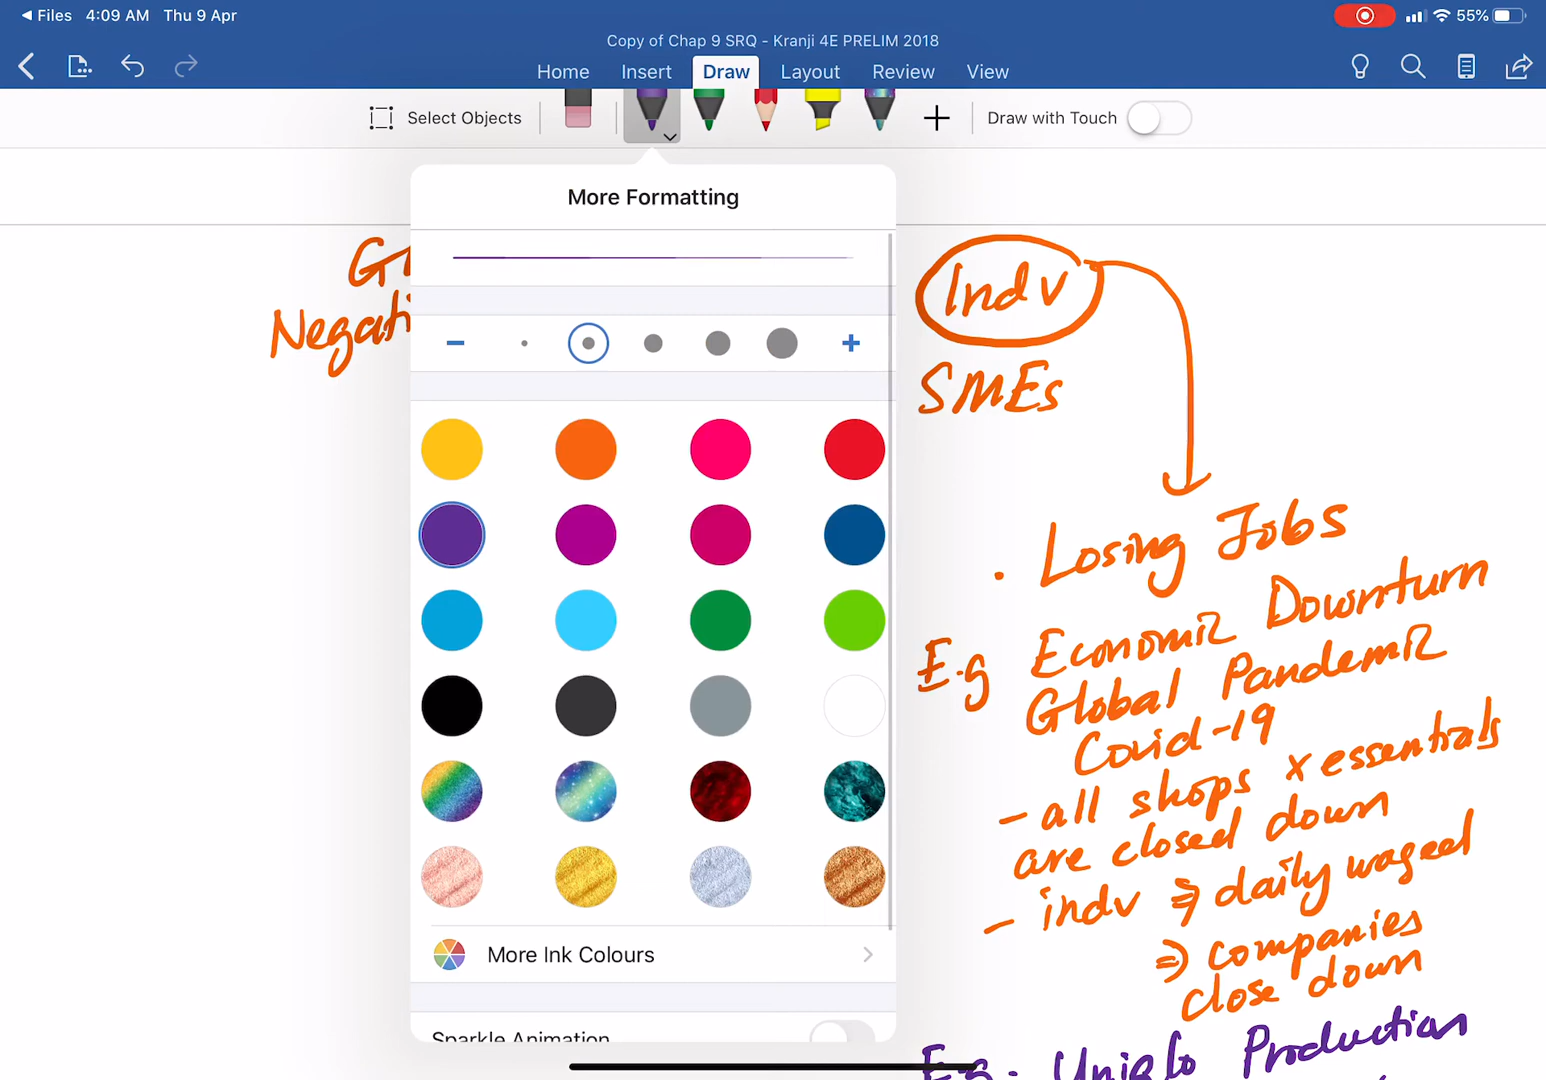 Files 4:09 AM Thu 9 Apr 55%
Copy of Chap 9 SRQ - Kranji 4E PRELIM 2018
Home Insert Draw Layout Review View
Select Objects
Draw with Touch
More Formatting
More Ink Colours
Sparkle Animation
Negati
Indv
SMEs
. Losing Jobs
E.g Economic Downturn
Global Pandemic
Covid-19
- all shops x essentials
are closed down
- indv ⇒ daily waged
⇒ companies
close down
E.g. Uniqlo Production